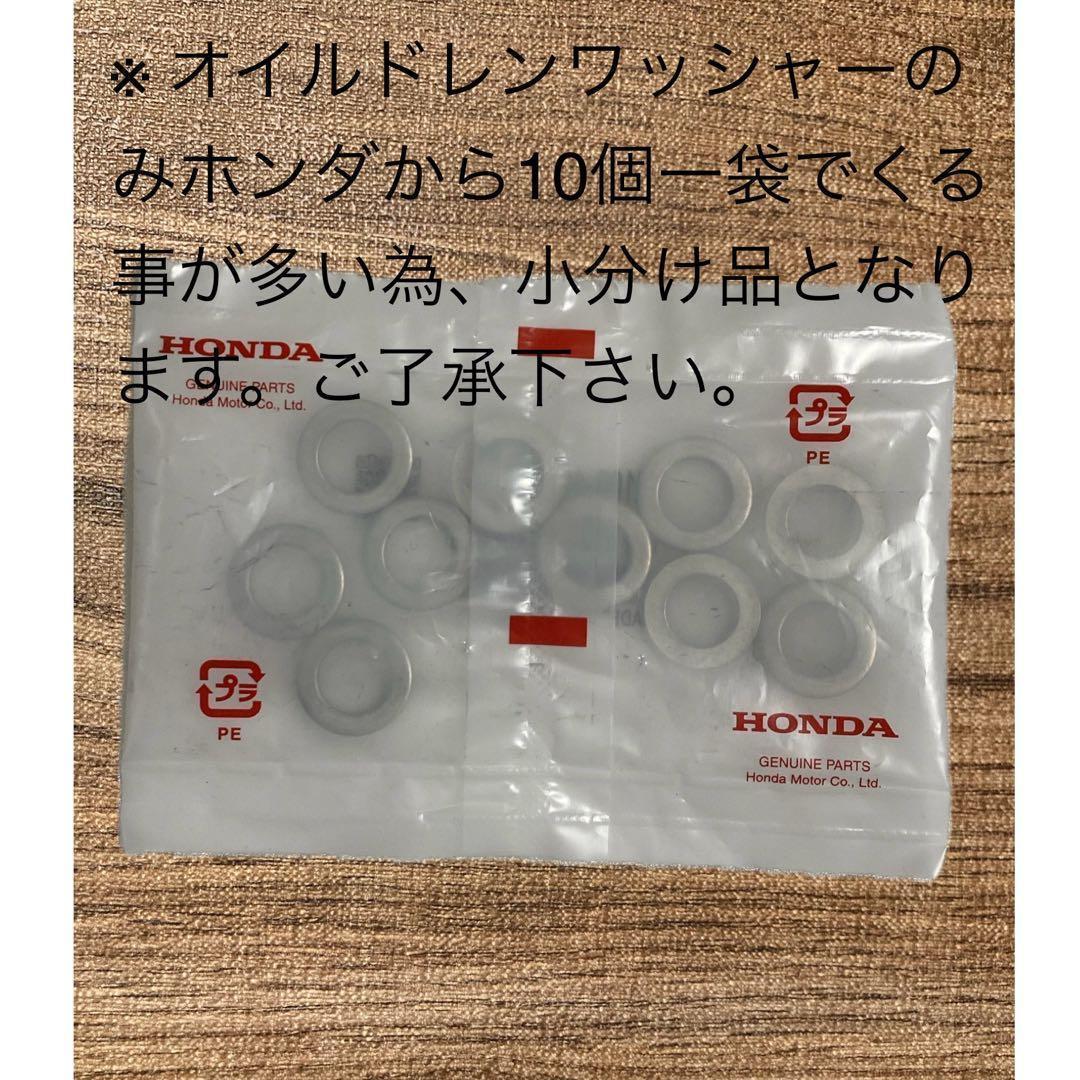 ※ オイルドレンワッシャーの
みホンダから10個一袋でくる
事が多い為、小分け品となり
ます。ご了承下さい。
HONDA
GENUINE PARTS
Honda Motor Co., Ltd.
プラ
PE
プラ
PE
HONDA
GENUINE PARTS
Honda Motor Co., Ltd.